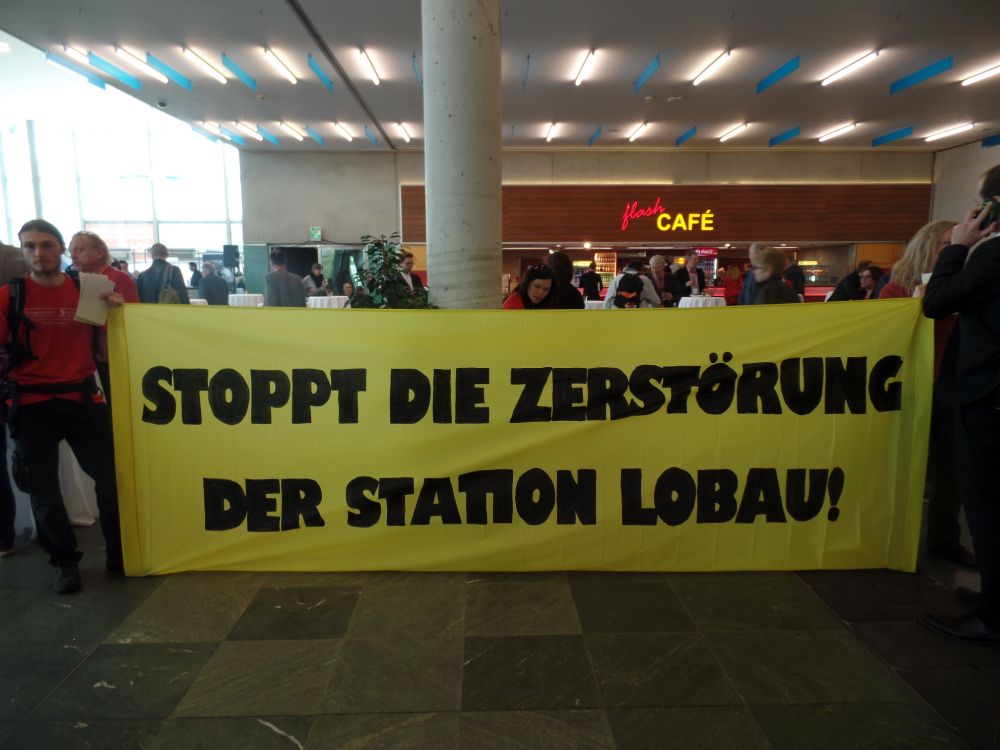 flash
CAFÉ
STOPPT DIE ZERSTÖRUNG
DER STATION LOBAU!